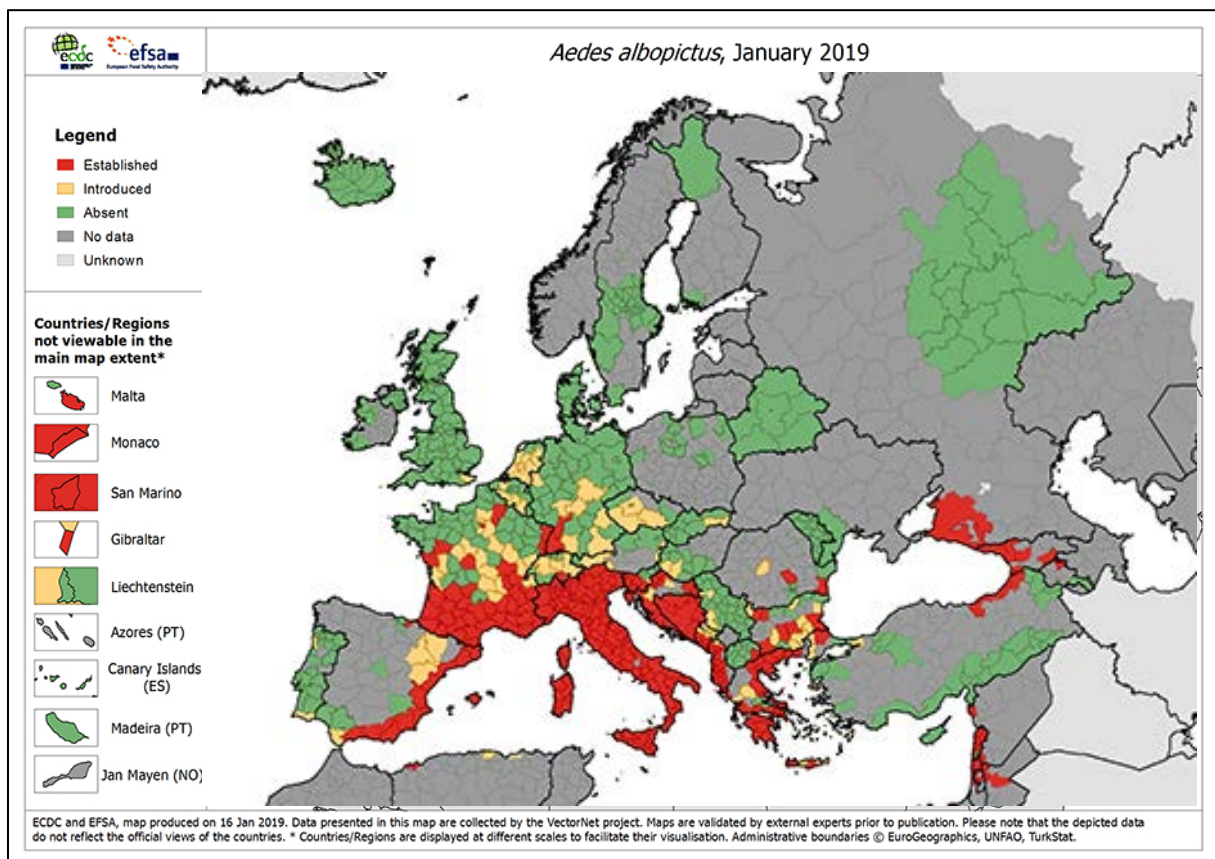 ecdc
efsa
European Food Safety Authority
Aedes albopictus, January 2019
Legend
Established
Introduced
Absent
No data
Unknown
Countries/Regions
not viewable in the
main map extent*
Malta
Monaco
San Marino
Gibraltar
Liechtenstein
Azores (PT)
Canary Islands
(ES)
Madeira (PT)
Jan Mayen (NO)
ECDC and EFSA, map produced on 16 Jan 2019. Data presented in this map are collected by the VectorNet project. Maps are validated by external experts prior to publication. Please note that the depicted data
do not reflect the official views of the countries. * Countries/Regions are displayed at different scales to facilitate their visualisation. Administrative boundaries © EuroGeographics, UNFAO, TurkStat.